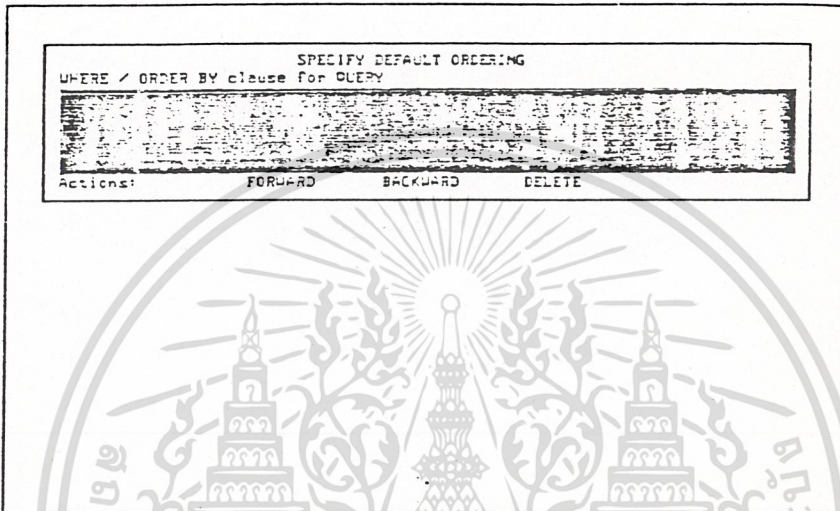 SPECIFY DEFAULT ORDERING
WHERE / ORDER BY clause for QUERY
Actions: FORWARD BACKWARD DELETE